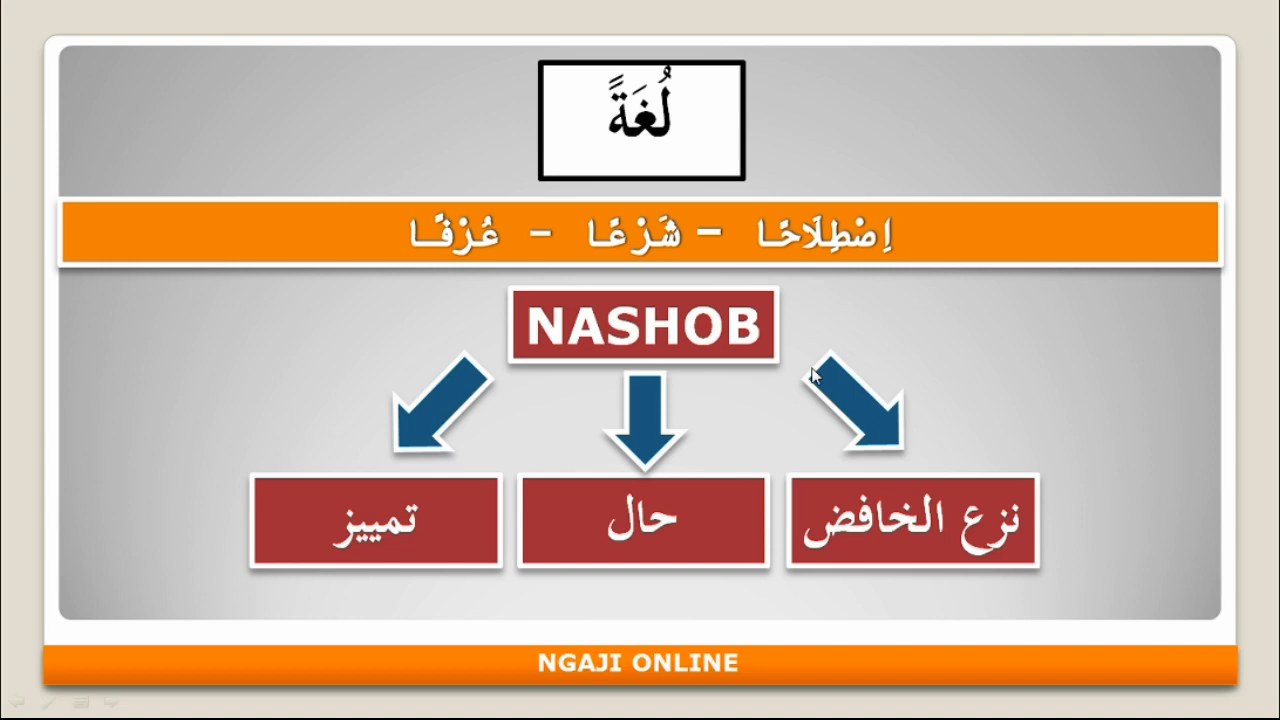 لُغَةً
اِصْطِلَاحًا – شَرْعًا – عُرْفًا
NASHOB
نزع الخافض
حال
تمييز
NGAJI ONLINE